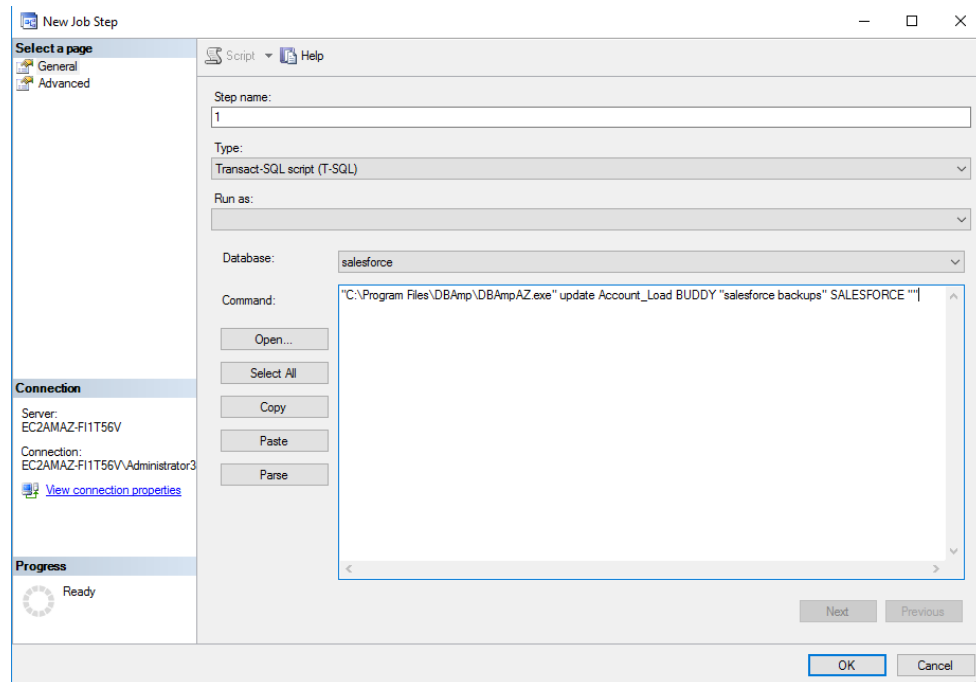 New Job Step
Select a page
General
Advanced
Script
Help
Step name:
1
Type:
Transact-SQL script (T-SQL)
Run as:
Database:
salesforce
Command:
"C:\Program Files\DBAmp\DBAmpAZ.exe" update Account_Load BUDDY "salesforce backups" SALESFORCE ""
Open...
Select All
Copy
Paste
Parse
Connection
Server:
EC2AMAZ-FI1T56V
Connection:
EC2AMAZ-FI1T56V\Administrator3
View connection properties
Progress
Ready
Next
Previous
OK
Cancel